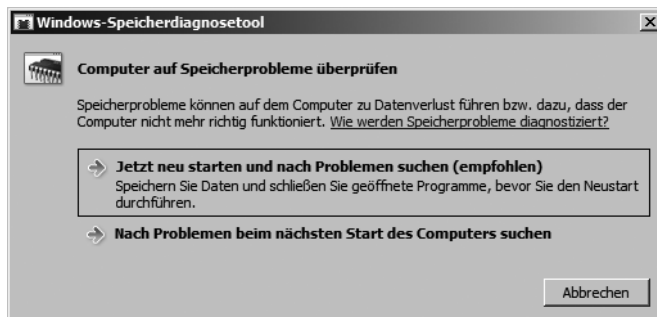 Windows-Speicherdiagnosetool
Computer auf Speicherprobleme überprüfen
Speicherprobleme können auf dem Computer zu Datenverlust führen bzw. dazu, dass der
Computer nicht mehr richtig funktioniert. Wie werden Speicherprobleme diagnostiziert?
Jetzt neu starten und nach Problemen suchen (empfohlen)
Speichern Sie Daten und schließen Sie geöffnete Programme, bevor Sie den Neustart
durchführen.
Nach Problemen beim nächsten Start des Computers suchen
Abbrechen